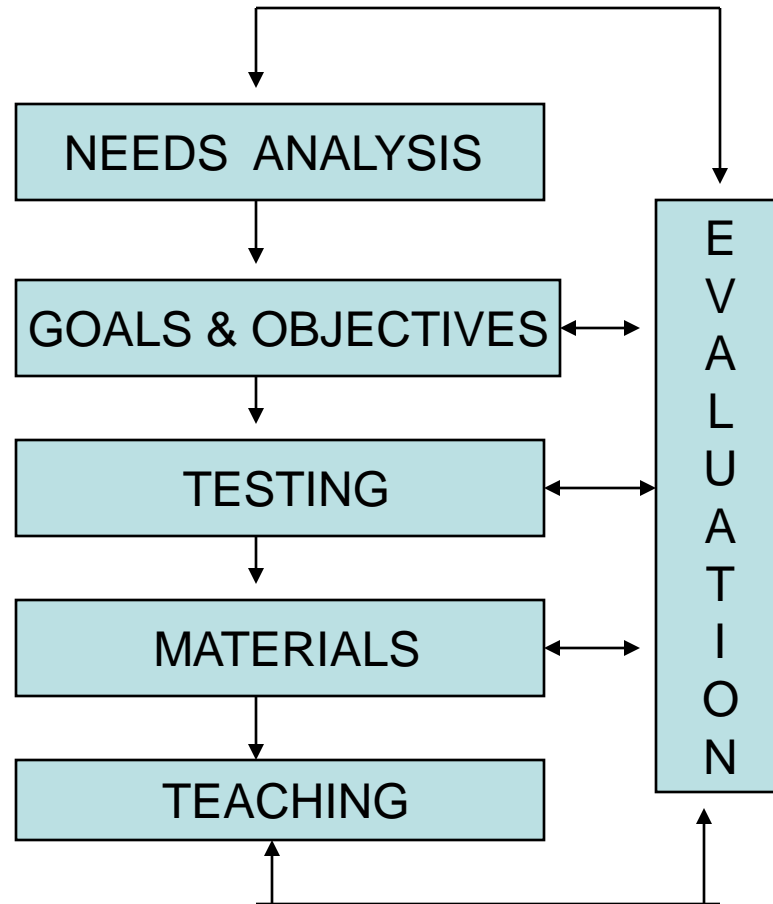 NEEDS ANALYSIS
GOALS & OBJECTIVES
TESTING
MATERIALS
TEACHING
E
V
A
L
U
A
T
I
O
N